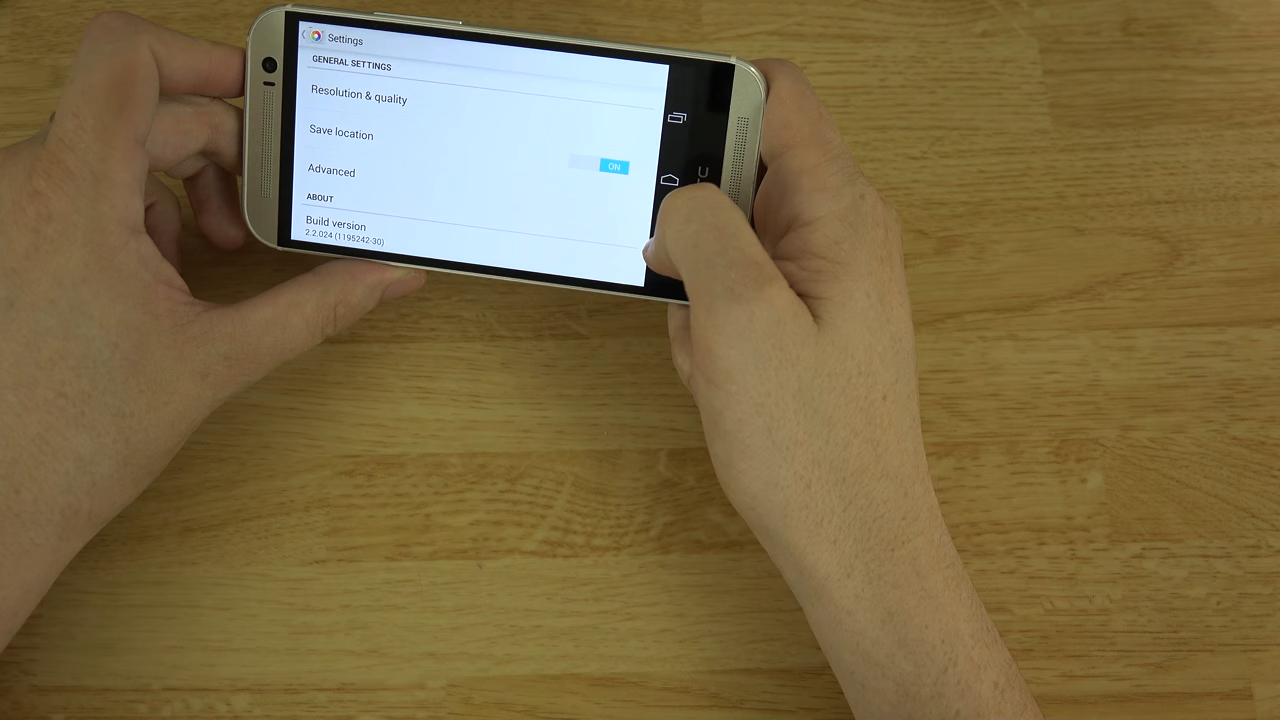 Settings
GENERAL SETTINGS
Resolution & quality
Save location
ON
Advanced
ABOUT
Build version
2.2.024 (1195242-30)